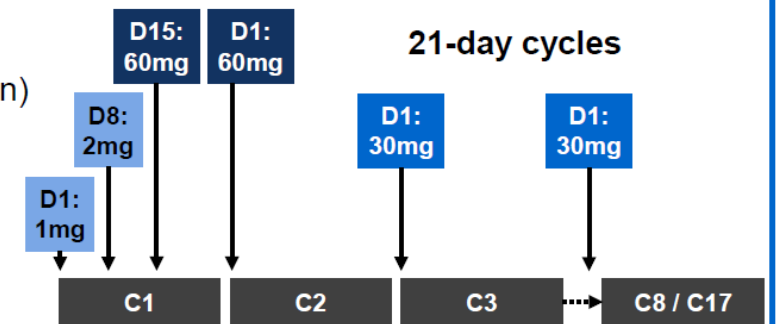 D15:
60mg
D1:
60mg
21-day cycles
n)
D8:
2mg
D1:
30mg
D1:
30mg
D1:
1mg
C1
C2
C3
C8 / C17